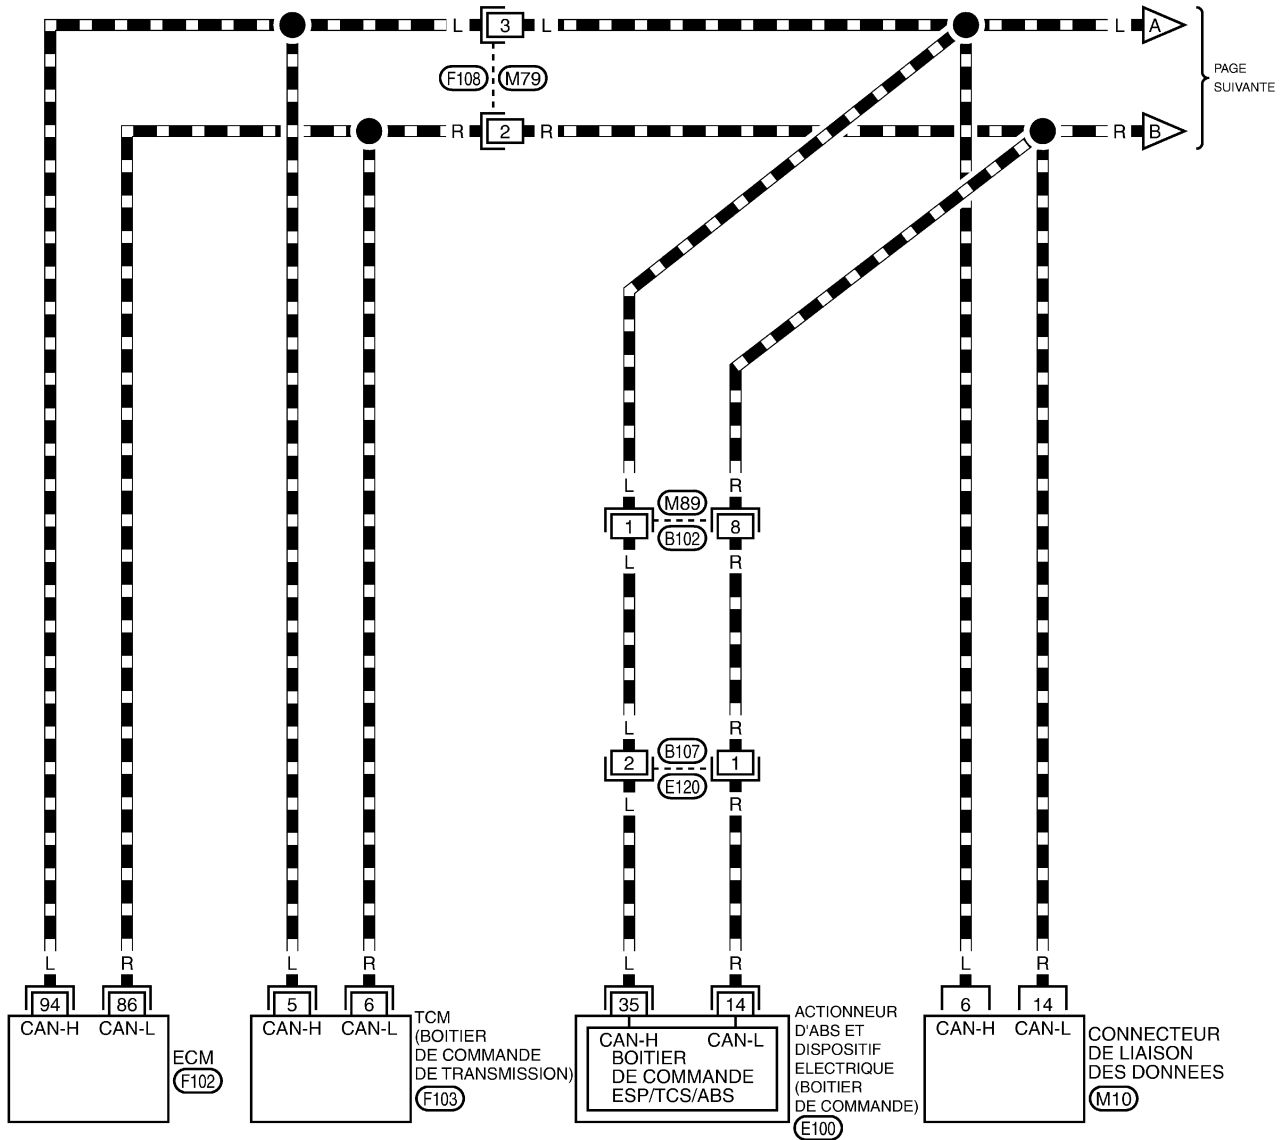 L 3 L L A
F108 M79
PAGE
SUIVANTE
R 2 R R B
L R
M89
1 8
B102
L R
L R
B107
2 1
E120
L R
L R L R L R L R
94 86 5 6 35 14 6 14
CAN-H CAN-L
ECM
F102
CAN-H CAN-L
TCM
(BOITIER
DE COMMANDE
DE TRANSMISSION)
F103
CAN-H CAN-L
BOITIER
DE COMMANDE
ESP/TCS/ABS
ACTIONNEUR
D'ABS ET
DISPOSITIF
ELECTRIQUE
(BOITIER
DE COMMANDE)
E100
CAN-H CAN-L
CONNECTEUR
DE LIAISON
DES DONNEES
M10